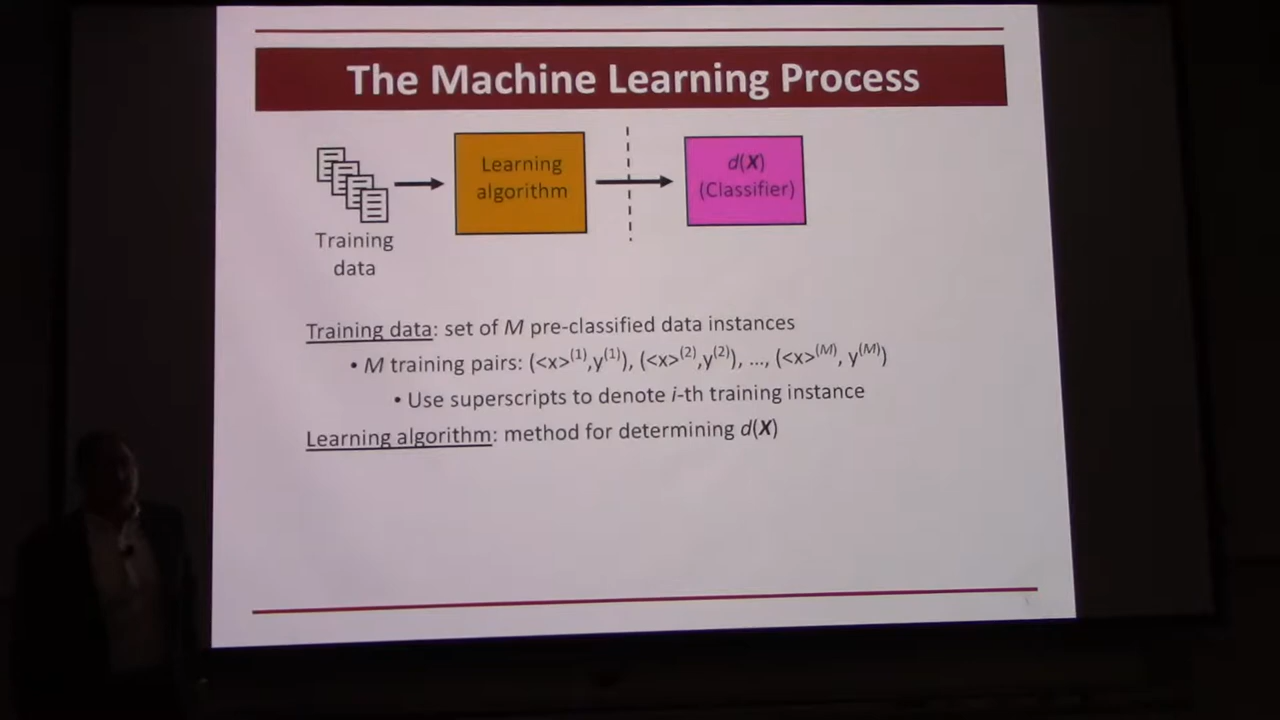 The Machine Learning Process
Learning
algorithm
d(X)
(Classifier)
Training
data
Training data: set of M pre-classified data instances
• M training pairs: (<x>⁽¹⁾,y⁽¹⁾), (<x>⁽²⁾,y⁽²⁾), ..., (<x>⁽ᴹ⁾, y⁽ᴹ⁾)
• Use superscripts to denote i-th training instance
Learning algorithm: method for determining d(X)